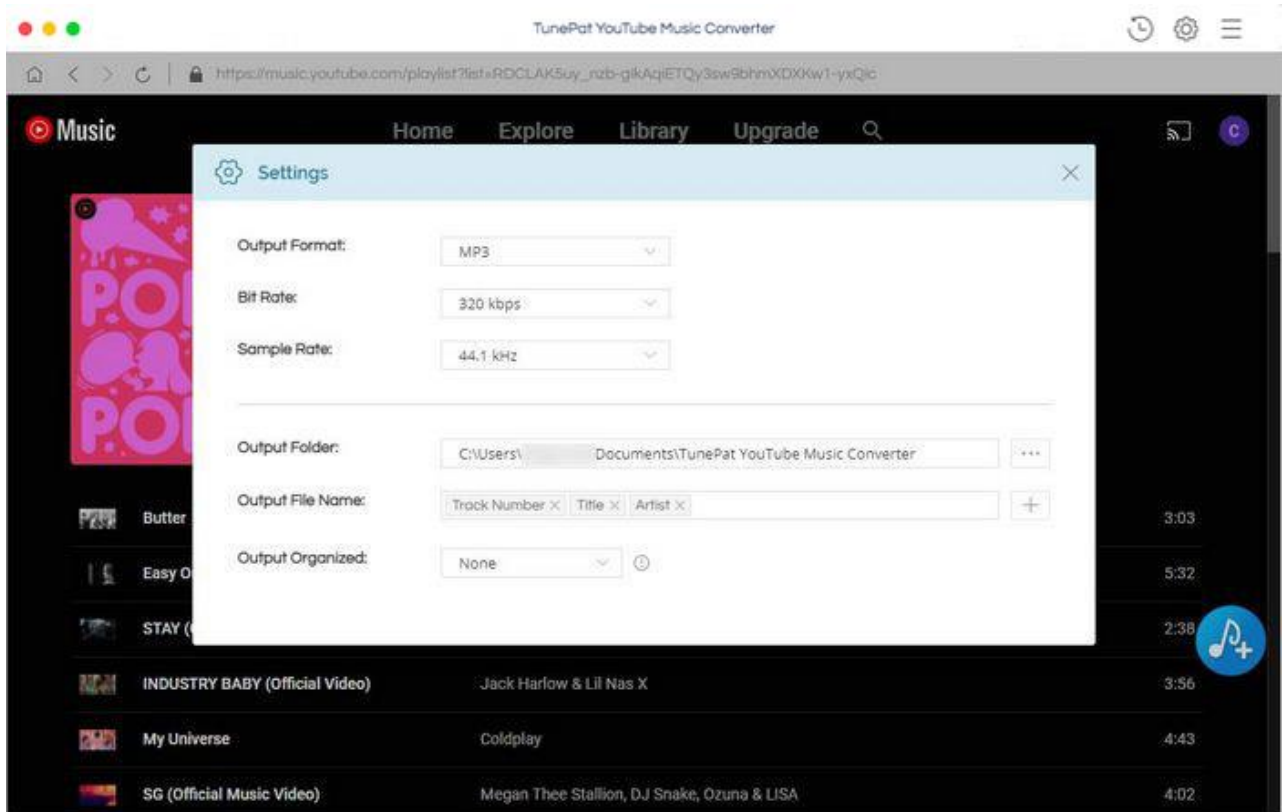 TunePat YouTube Music Converter
https://music.youtube.com/playlist?list=RDCLAK5uy_nzb-glkAqiETQy3sw9bhmXDXKw1-yxQic
Music Home Explore Library Upgrade C
Settings
POP
POP
Output Format: MP3
Bit Rate: 320 kbps
Sample Rate: 44.1 kHz
Output Folder: C:\Users\ Documents\TunePat YouTube Music Converter ...
Output File Name: Track Number × Title × Artist × +
Output Organized: None
Butter 3:03
Easy O 5:32
STAY ( 2:38
INDUSTRY BABY (Official Video) Jack Harlow & Lil Nas X 3:56
My Universe Coldplay 4:43
SG (Official Music Video) Megan Thee Stallion, DJ Snake, Ozuna & LISA 4:02